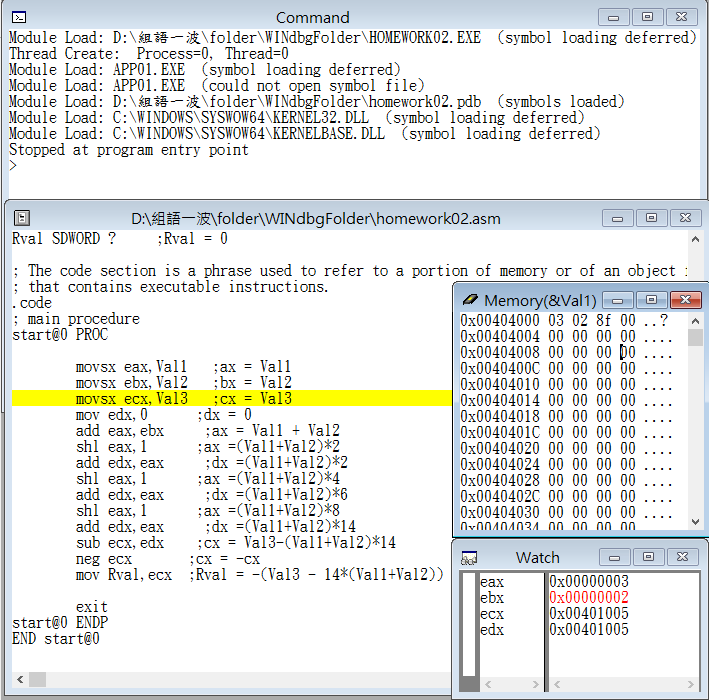 Command
Module Load: D:\組語一波\folder\WINdbgFolder\HOMEWORK02.EXE (symbol loading deferred)
Thread Create: Process=0, Thread=0
Module Load: APP01.EXE (symbol loading deferred)
Module Load: APP01.EXE (could not open symbol file)
Module Load: D:\組語一波\folder\WINdbgFolder\homework02.pdb (symbols loaded)
Module Load: C:\WINDOWS\SYSWOW64\KERNEL32.DLL (symbol loading deferred)
Module Load: C:\WINDOWS\SYSWOW64\KERNELBASE.DLL (symbol loading deferred)
Stopped at program entry point
>
D:\組語一波\folder\WINdbgFolder\homework02.asm
Rval SDWORD ? ;Rval = 0
; The code section is a phrase used to refer to a portion of memory or of an object
; that contains executable instructions.
.code
; main procedure
start@0 PROC
movsx eax,Val1 ;ax = Val1
movsx ebx,Val2 ;bx = Val2
movsx ecx,Val3 ;cx = Val3
mov edx,0 ;dx = 0
add eax,ebx ;ax = Val1 + Val2
shl eax,1 ;ax =(Val1+Val2)*2
add edx,eax ;dx =(Val1+Val2)*2
shl eax,1 ;ax =(Val1+Val2)*4
add edx,eax ;dx =(Val1+Val2)*6
shl eax,1 ;ax =(Val1+Val2)*8
add edx,eax ;dx =(Val1+Val2)*14
sub ecx,edx ;cx = Val3-(Val1+Val2)*14
neg ecx ;cx = -cx
mov Rval,ecx ;Rval = -(Val3 - 14*(Val1+Val2))
exit
start@0 ENDP
END start@0
Memory(&Val1)
0x00404000 03 02 8f 00 ..?
0x00404004 00 00 00 00 ....
0x00404008 00 00 00 00 ....
0x0040400C 00 00 00 00 ....
0x00404010 00 00 00 00 ....
0x00404014 00 00 00 00 ....
0x00404018 00 00 00 00 ....
0x0040401C 00 00 00 00 ....
0x00404020 00 00 00 00 ....
0x00404024 00 00 00 00 ....
0x00404028 00 00 00 00 ....
0x0040402C 00 00 00 00 ....
0x00404030 00 00 00 00 ....
0x00404034 00 00 00 00
Watch
eax 0x00000003
ebx 0x00000002
ecx 0x00401005
edx 0x00401005